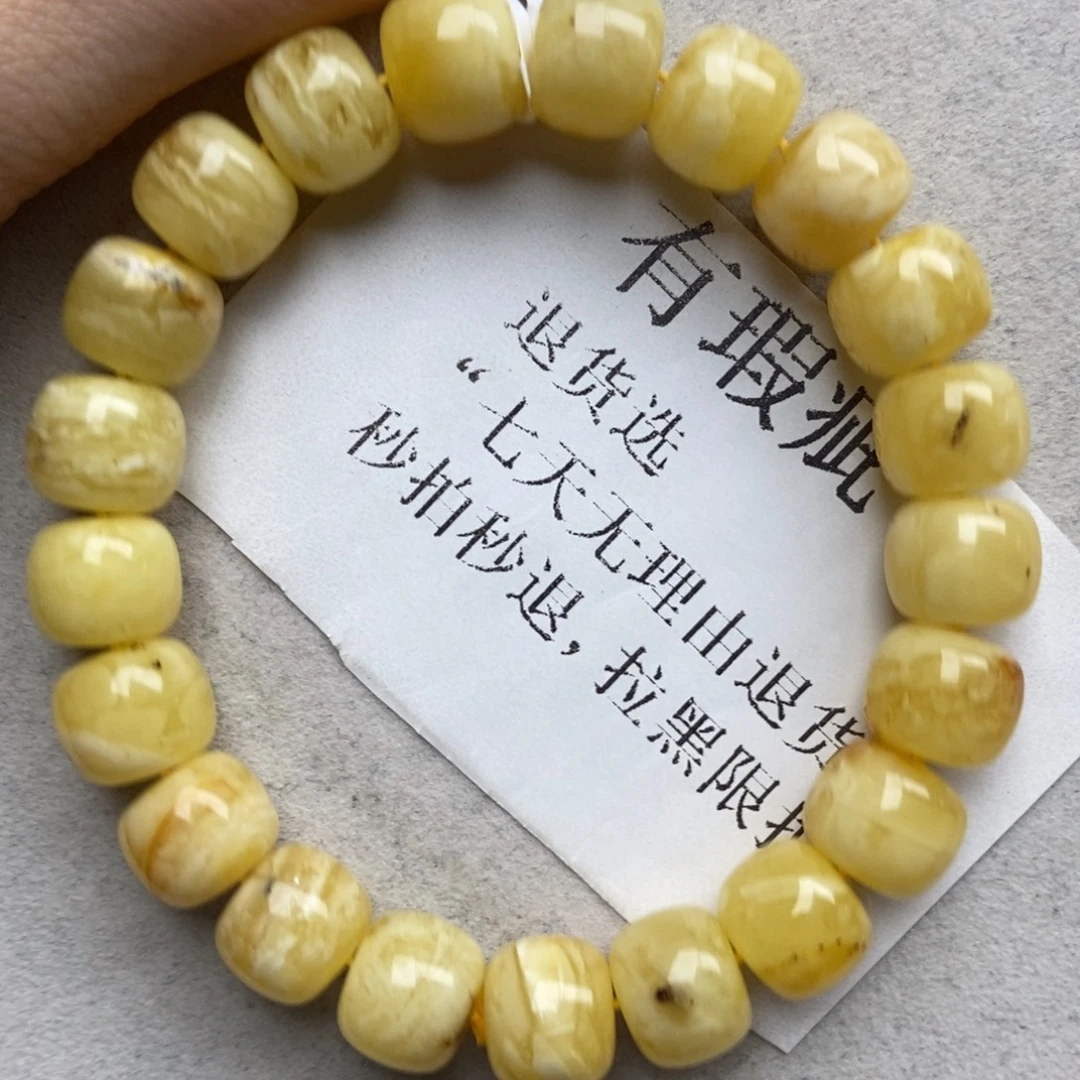 有瑕疵
退货选
“七天无理由退货
秒拍秒退，拉黑限